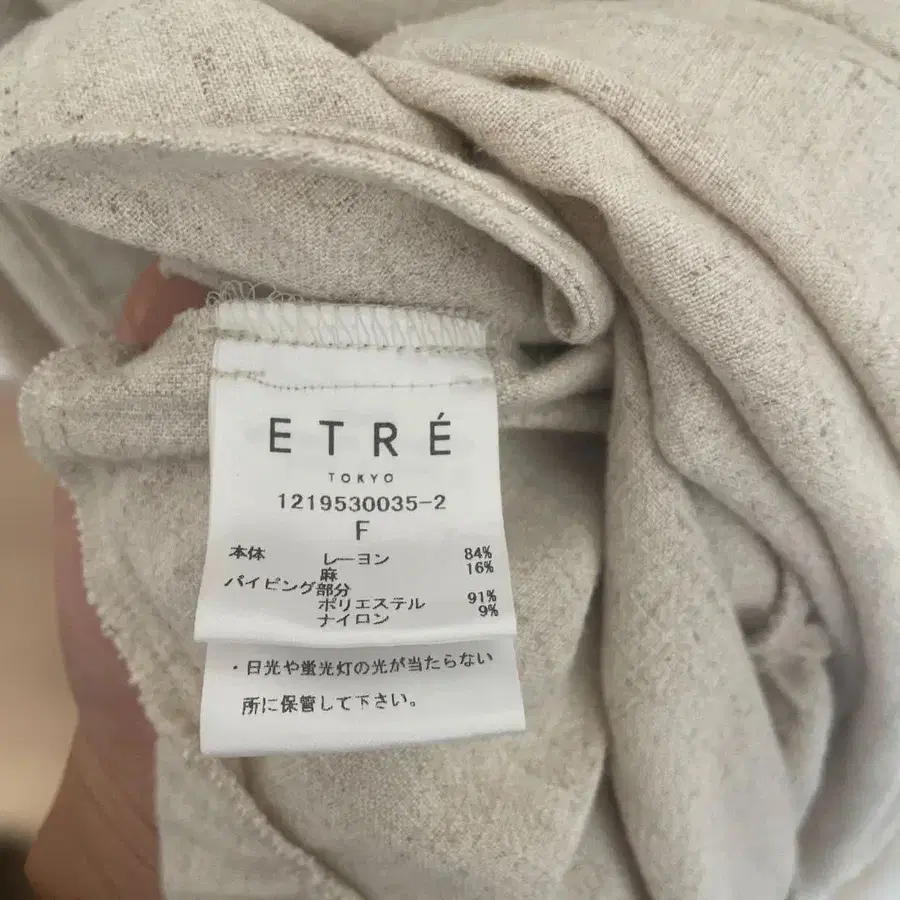 ETRÉ
TOKYO
1219530035-2
F
本体 レーヨン 84%
麻 16%
パイピング部分
ポリエステル 91%
ナイロン 9%
・日光や蛍光灯の光が当たらない
所に保管して下さい。